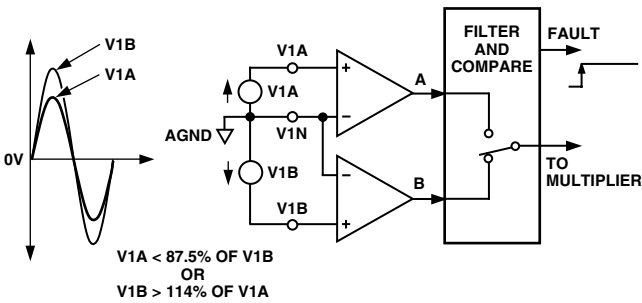 V1B
V1A
0V
V1A
V1A
AGND
V1N
V1B
V1B
A
B
FILTER
AND
COMPARE
FAULT
TO
MULTIPLIER
V1A < 87.5% OF V1B
OR
V1B > 114% OF V1A